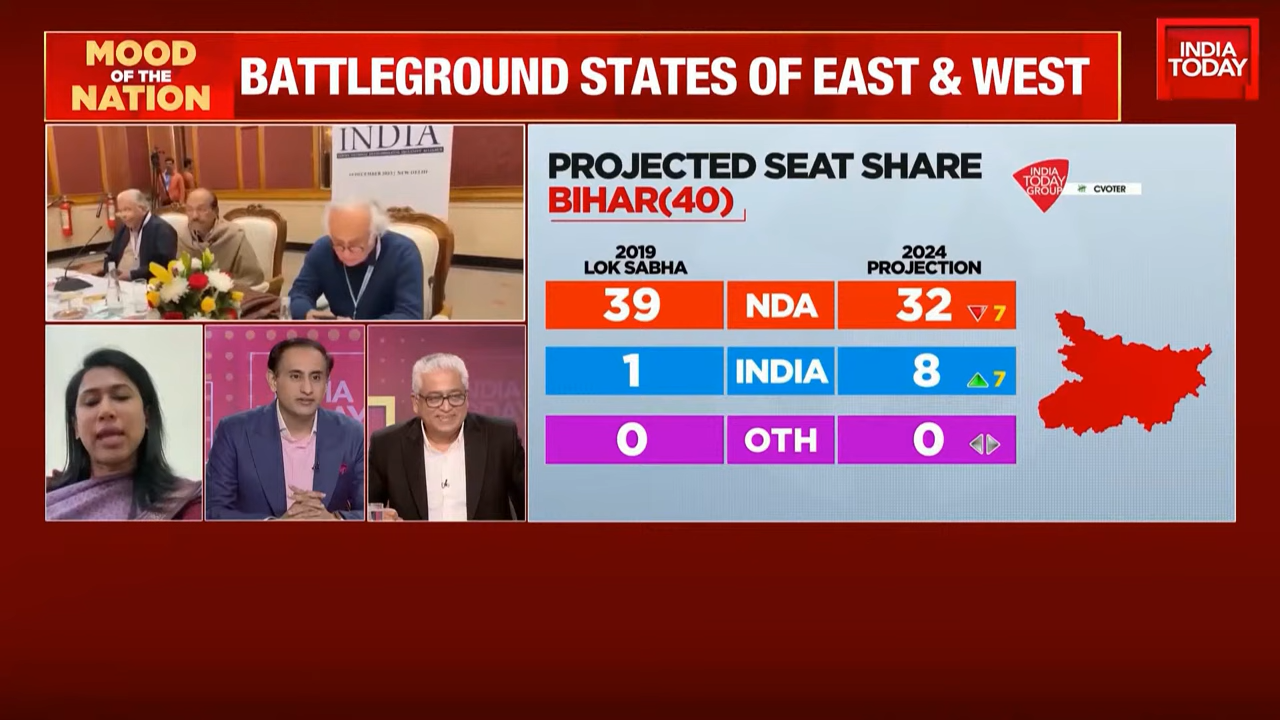 MOOD
OF THE
NATION
BATTLEGROUND STATES OF EAST & WEST
INDIA
TODAY
INDIA
PROJECTED SEAT SHARE
BIHAR(40)
INDIA
TODAY
GROUP
CVOTER
2019
LOK SABHA
2024
PROJECTION
39
NDA
32
7
1
INDIA
8
7
0
OTH
0